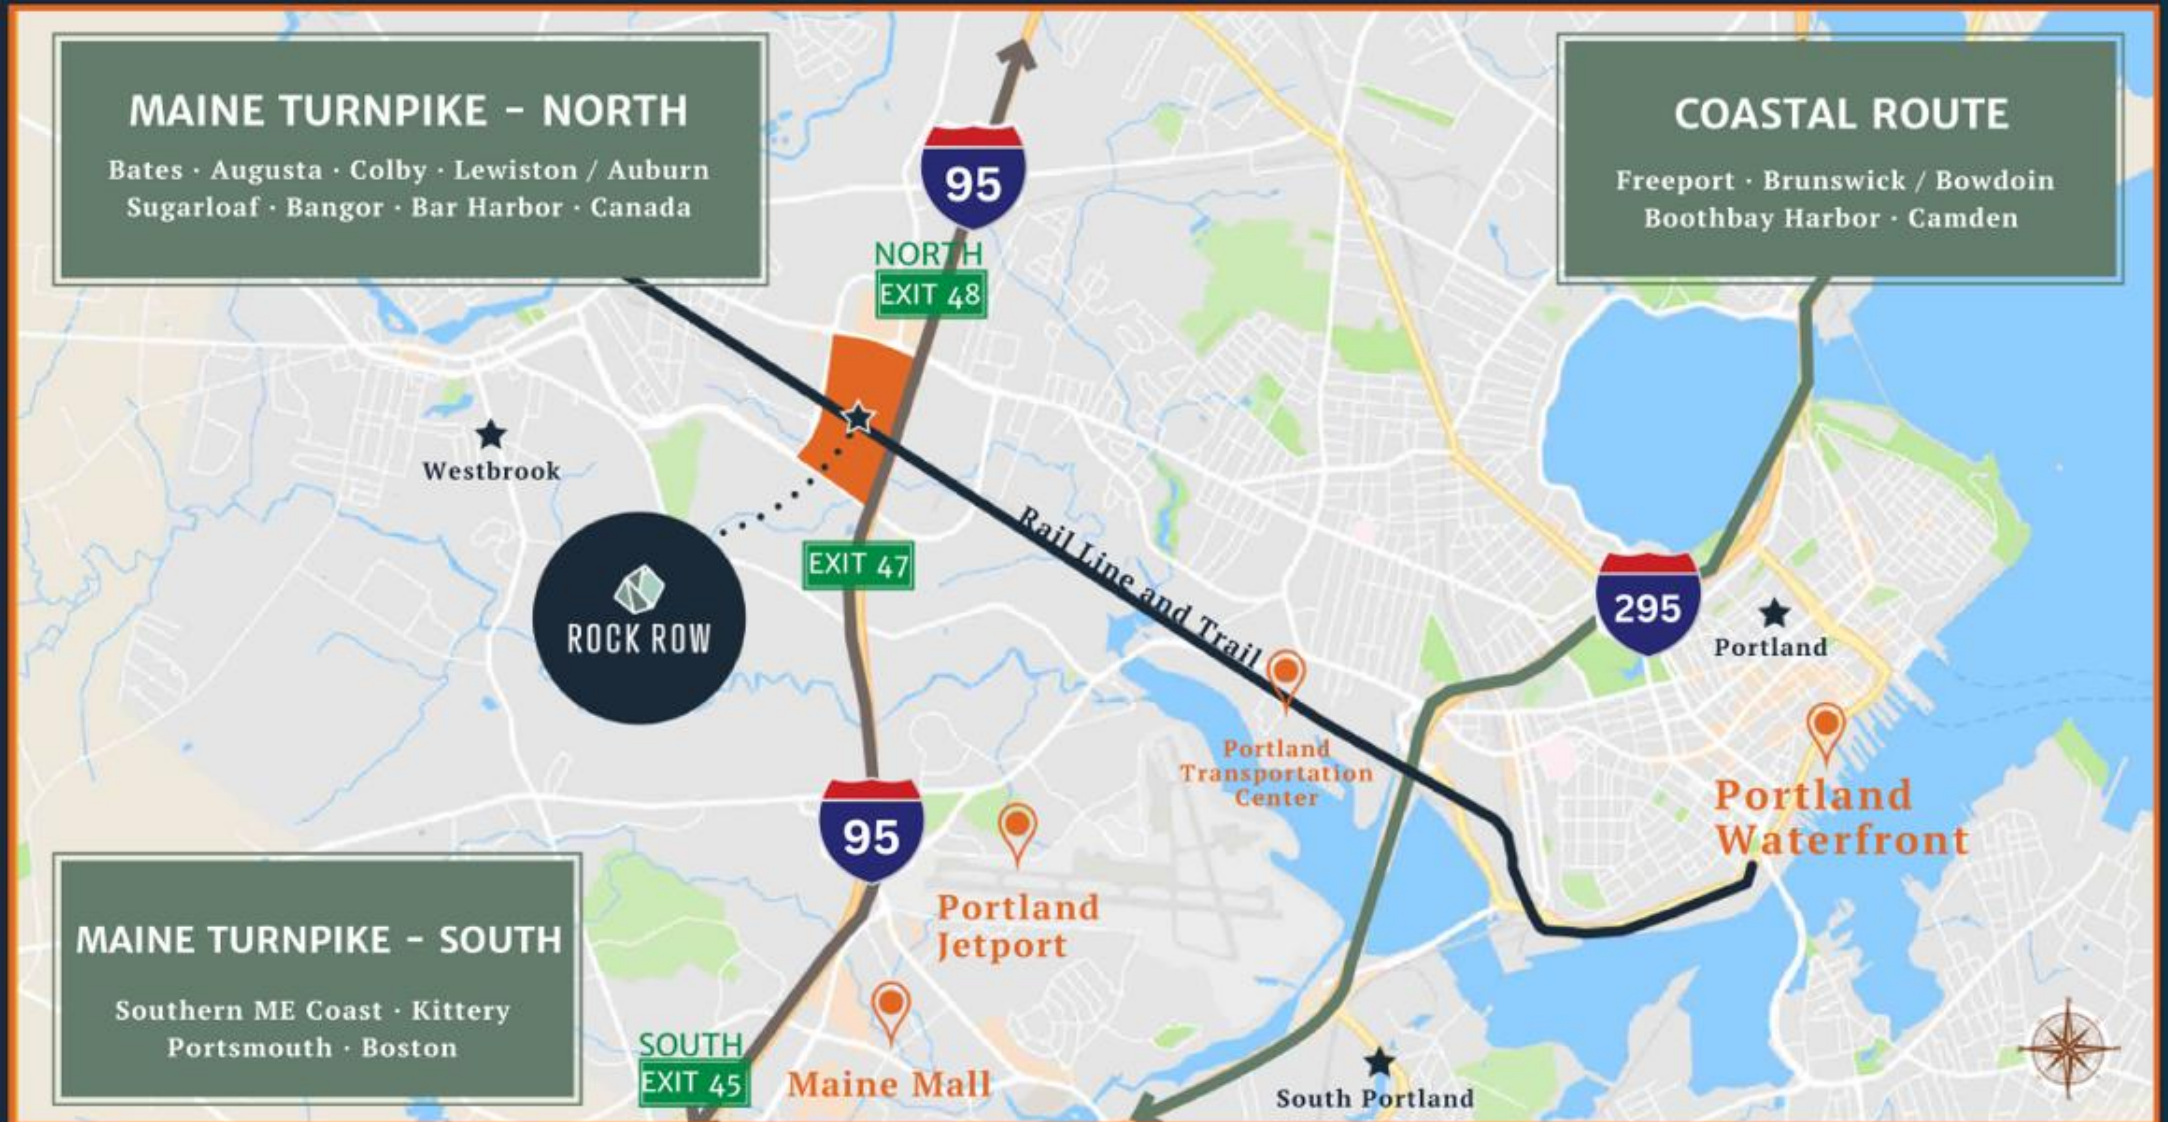 MAINE TURNPIKE - NORTH
Bates · Augusta · Colby · Lewiston / Auburn
Sugarloaf · Bangor · Bar Harbor · Canada
COASTAL ROUTE
Freeport · Brunswick / Bowdoin
Boothbay Harbor · Camden
95
NORTH
EXIT 48
Westbrook
ROCK ROW
EXIT 47
Rail Line and Trail
295
Portland
Portland
Transportation
Center
Portland
Waterfront
95
Portland
Jetport
MAINE TURNPIKE - SOUTH
Southern ME Coast · Kittery
Portsmouth · Boston
SOUTH
EXIT 45
Maine Mall
South Portland